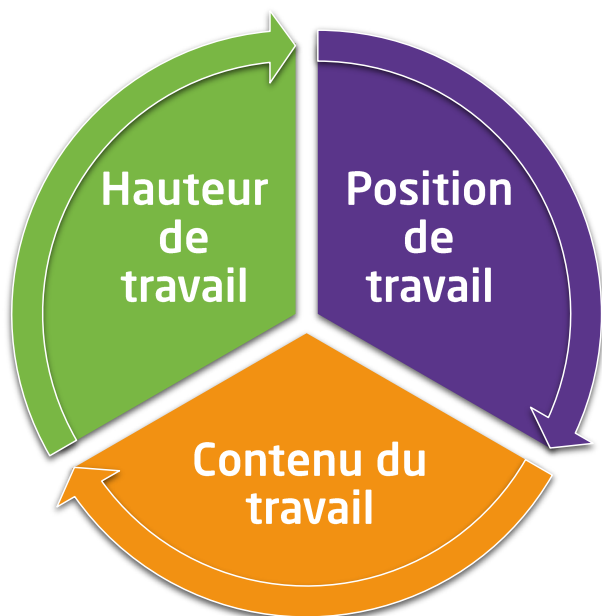 Hauteur
de
travail
Position
de
travail
Contenu du
travail